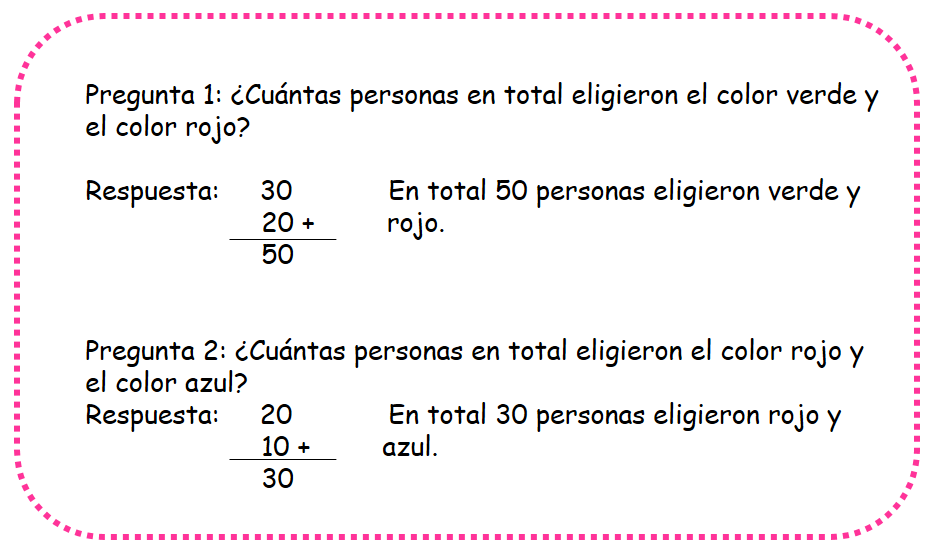 Pregunta 1: ¿Cuántas personas en total eligieron el color verde y
el color rojo?
Respuesta: 30 En total 50 personas eligieron verde y
20 + rojo.
50
Pregunta 2: ¿Cuántas personas en total eligieron el color rojo y
el color azul?
Respuesta: 20 En total 30 personas eligieron rojo y
10 + azul.
30